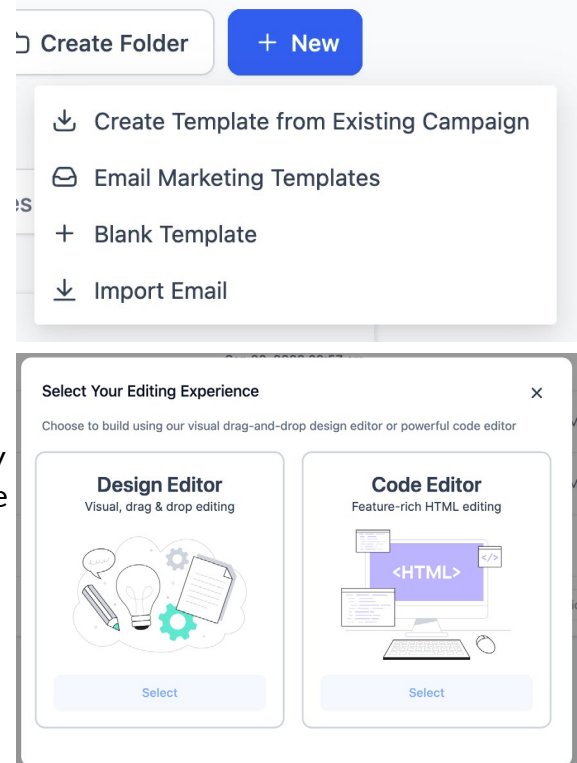 Create Folder
+ New
Create Template from Existing Campaign
Email Marketing Templates
Blank Template
Import Email
Select Your Editing Experience
Choose to build using our visual drag-and-drop design editor or powerful code editor
Design Editor
Visual, drag & drop editing
Select
Code Editor
Feature-rich HTML editing
<HTML>
</>
Select